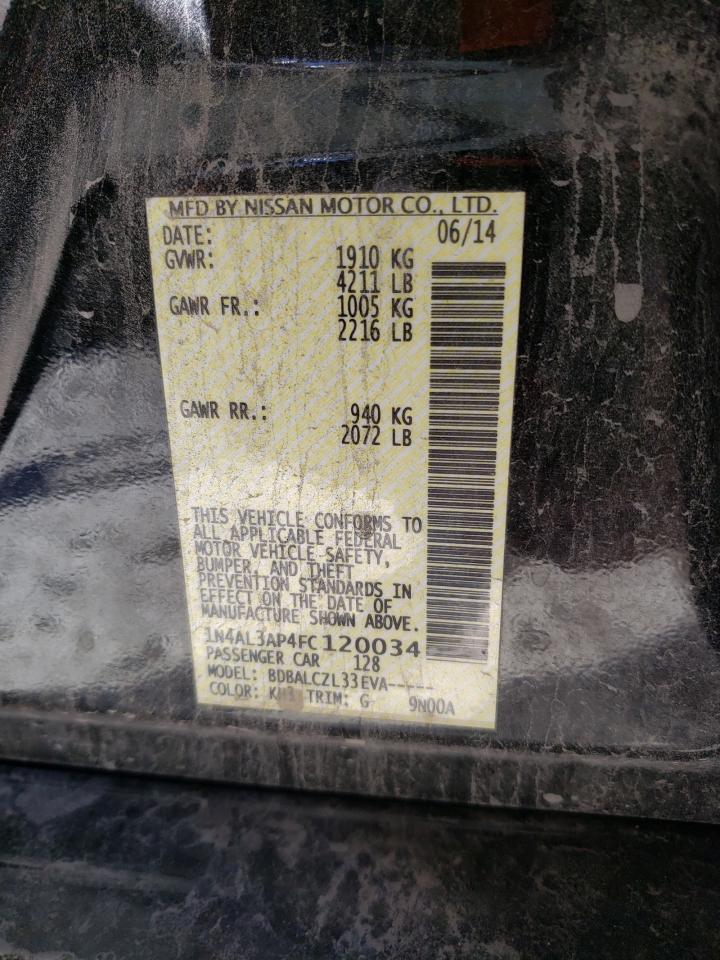 MFD BY NISSAN MOTOR CO., LTD.
DATE: 06/14
GVWR: 1910 KG
4211 LB
GAWR FR.: 1005 KG
2216 LB
GAWR RR.: 940 KG
2072 LB
THIS VEHICLE CONFORMS TO
ALL APPLICABLE FEDERAL
MOTOR VEHICLE SAFETY,
BUMPER, AND THEFT
PREVENTION STANDARDS IN
EFFECT ON THE DATE OF
MANUFACTURE SHOWN ABOVE.
1N4AL3AP4FC120034
PASSENGER CAR 128
MODEL: BDBALCZL33EVA-----
COLOR: KH3 TRIM: G 9N00A